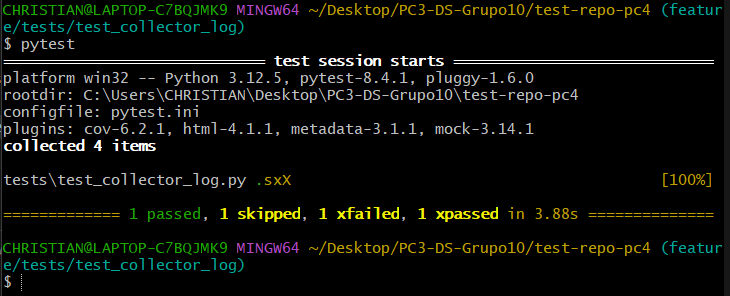 CHRISTIAN@LAPTOP-C7BQJMK9 MINGW64 ~/Desktop/PC3-DS-Grupo10/test-repo-pc4 (featur
e/tests/test_collector_log)
$ pytest
============================= test session starts =============================
platform win32 -- Python 3.12.5, pytest-8.4.1, pluggy-1.6.0
rootdir: C:\Users\CHRISTIAN\Desktop\PC3-DS-Grupo10\test-repo-pc4
configfile: pytest.ini
plugins: cov-6.2.1, html-4.1.1, metadata-3.1.1, mock-3.14.1
collected 4 items
tests\test_collector_log.py .sxX [100%]
============= 1 passed, 1 skipped, 1 xfailed, 1 xpassed in 3.88s ==============
CHRISTIAN@LAPTOP-C7BQJMK9 MINGW64 ~/Desktop/PC3-DS-Grupo10/test-repo-pc4 (featur
e/tests/test_collector_log)
$